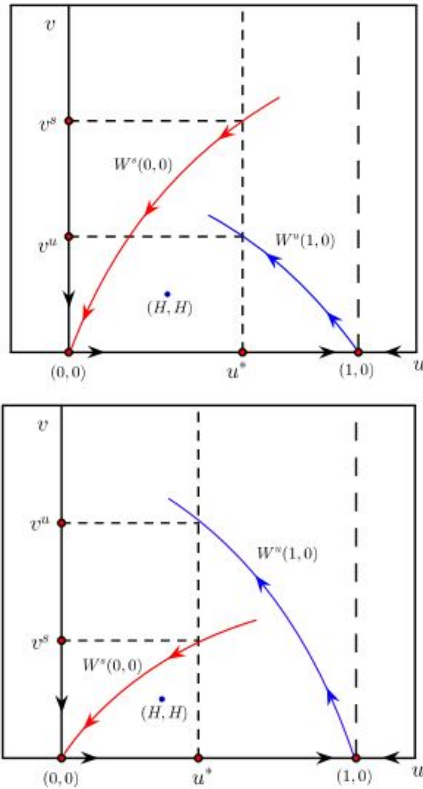 v
v^s
W^s(0,0)
v^u
W^u(1,0)
(H, H)
(0,0)
u*
(1,0)
u
v
v^u
W^u(1,0)
v^s
W^s(0,0)
(H, H)
(0,0)
u*
(1,0)
u